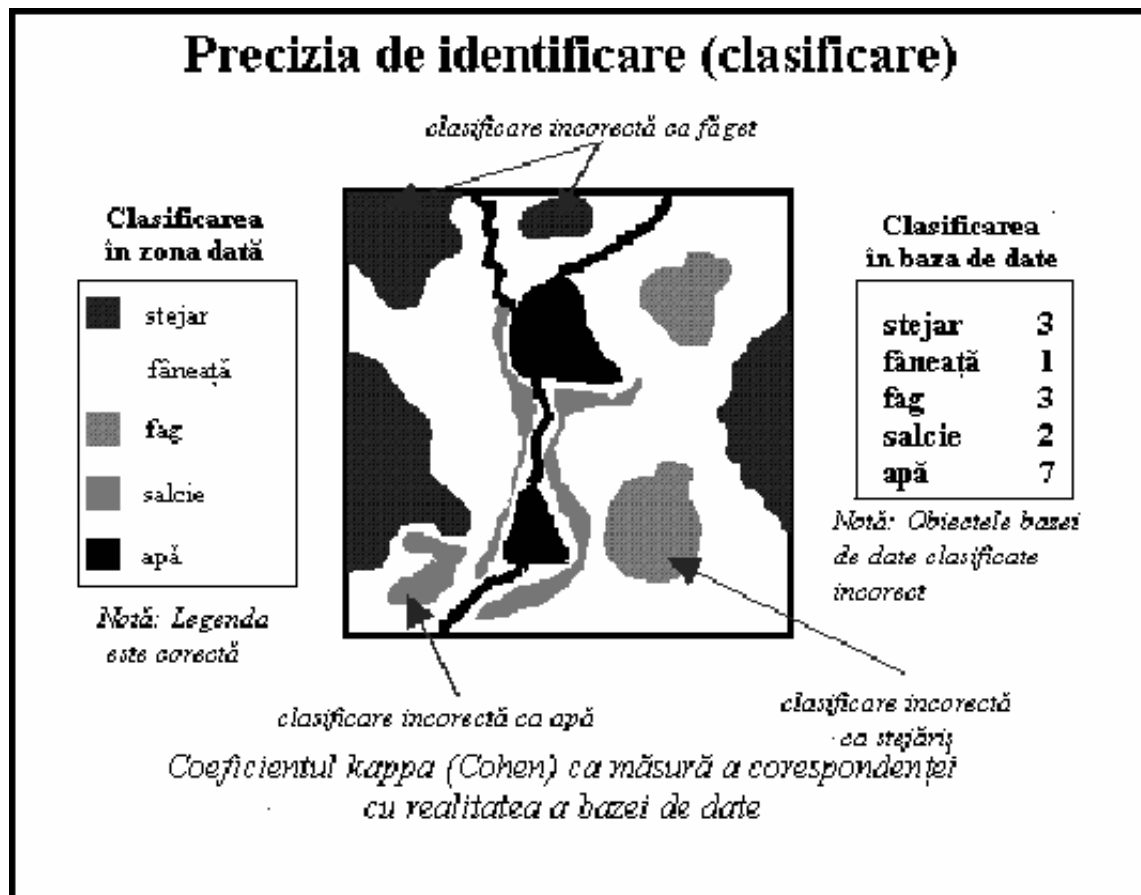 Precizia de identificare (clasificare)
clasificare incorectă ca făget
Clasificarea
în zona dată
stejar
fâneață
fag
salcie
apă
Notă: Legenda
este corectă
Clasificarea
în baza de date
stejar 3
fâneață 1
fag 3
salcie 2
apă 7
Notă: Obiectele bazei
de date clasificate
incorect
clasificare incorectă ca apă
clasificare incorectă
ca stejăriș
Coeficientul kappa (Cohen) ca măsură a corespondenței
cu realitatea a bazei de date